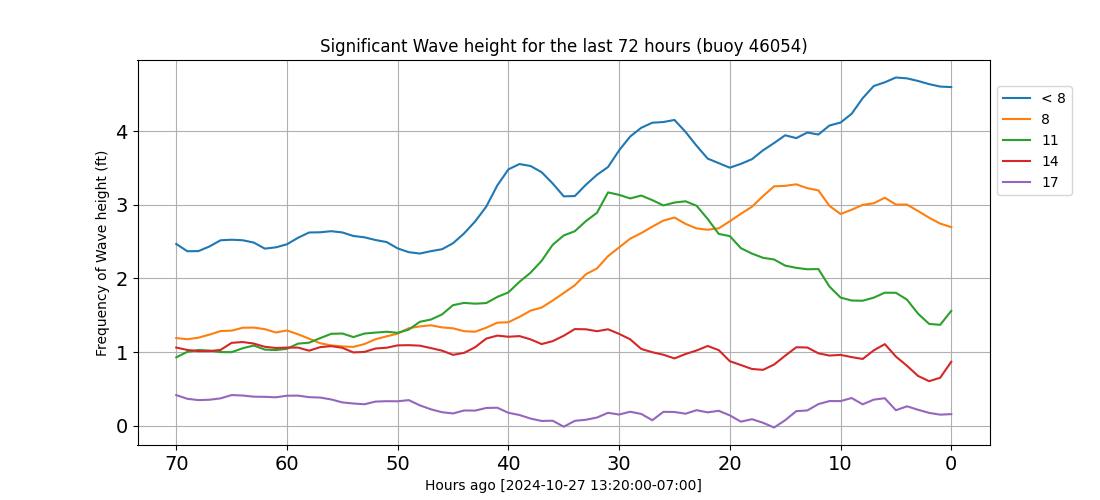 Significant Wave height for the last 72 hours (buoy 46054)
Frequency of Wave height (ft)
4
3
2
1
0
70 60 50 40 30 20 10 0
Hours ago [2024-10-27 13:20:00-07:00]
< 8
8
11
14
17